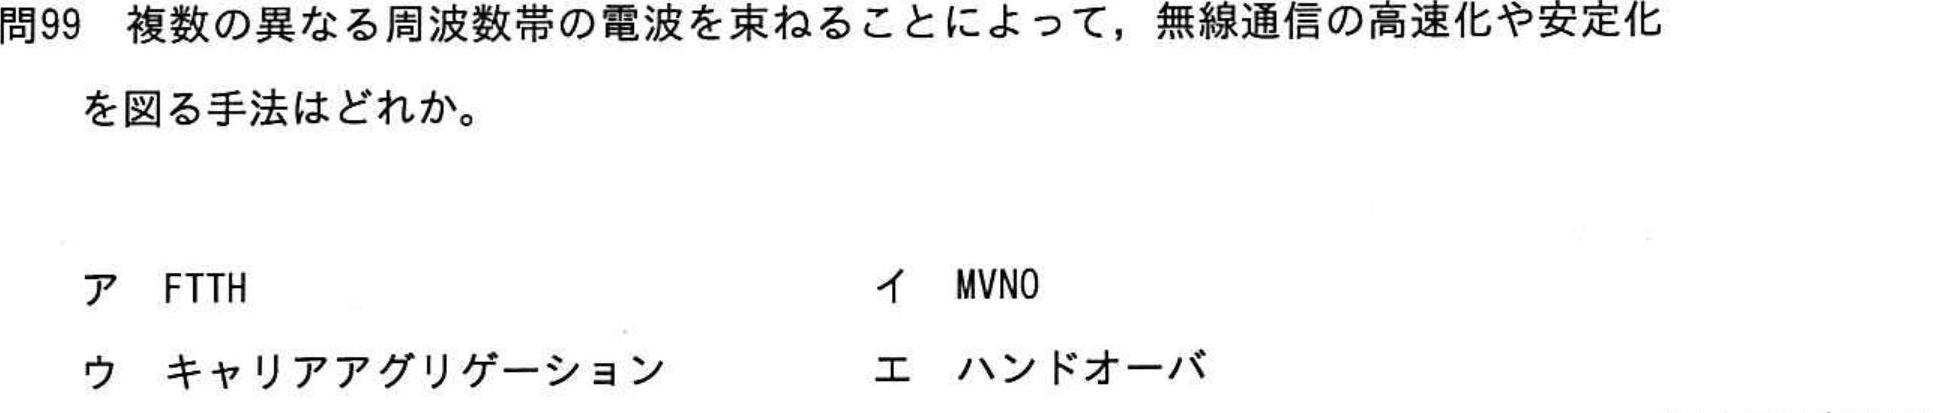 問99　複数の異なる周波数帯の電波を束ねることによって，無線通信の高速化や安定化
を図る手法はどれか。
ア　FTTH　イ　MVNO
ウ　キャリアアグリゲーション　エ　ハンドオーバ